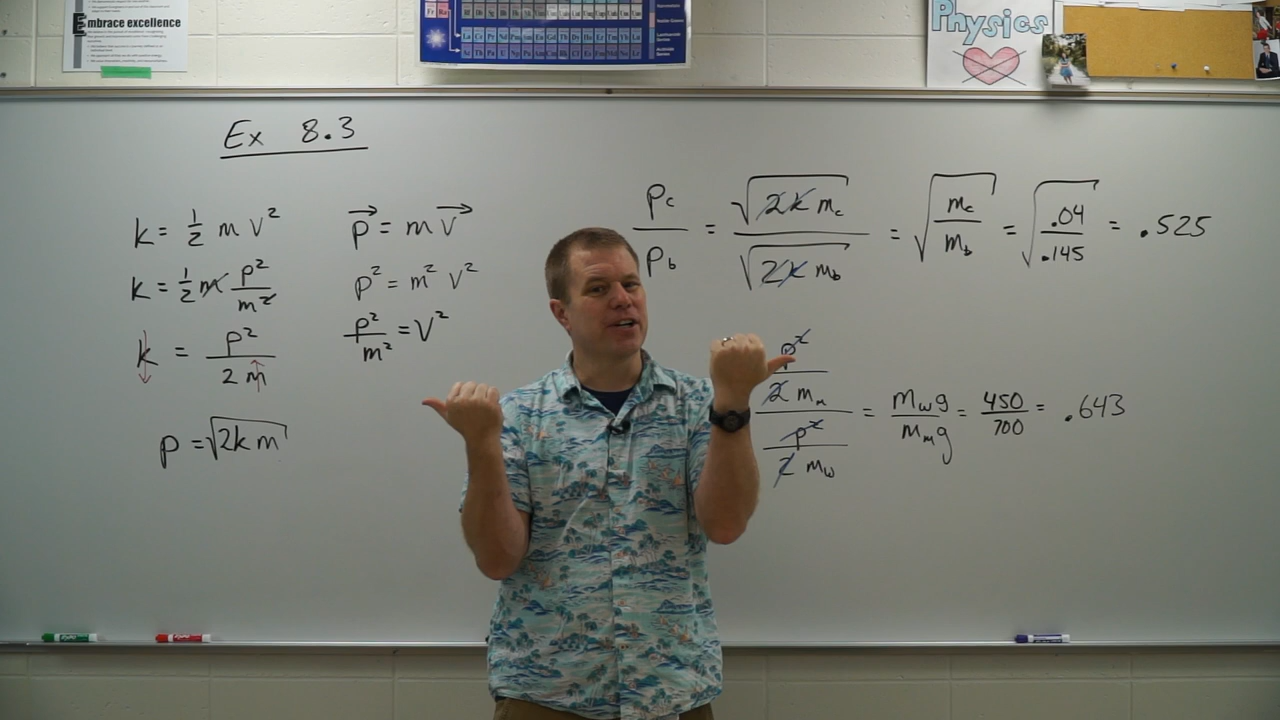 Embrace excellence
Physics
Ex 8.3
k = 1/2 m v²
k = 1/2 m p²/m²
k = p²/2m
p = √2km
p⃗ = m v⃗
p² = m² v²
p²/m² = v²
Pc/Pb = √2k mc / √2k mb = √mc/mb = √.04/.145 = .525
p²/2 mm / p²/2 mw = mwg/mmg = 450/700 = .643